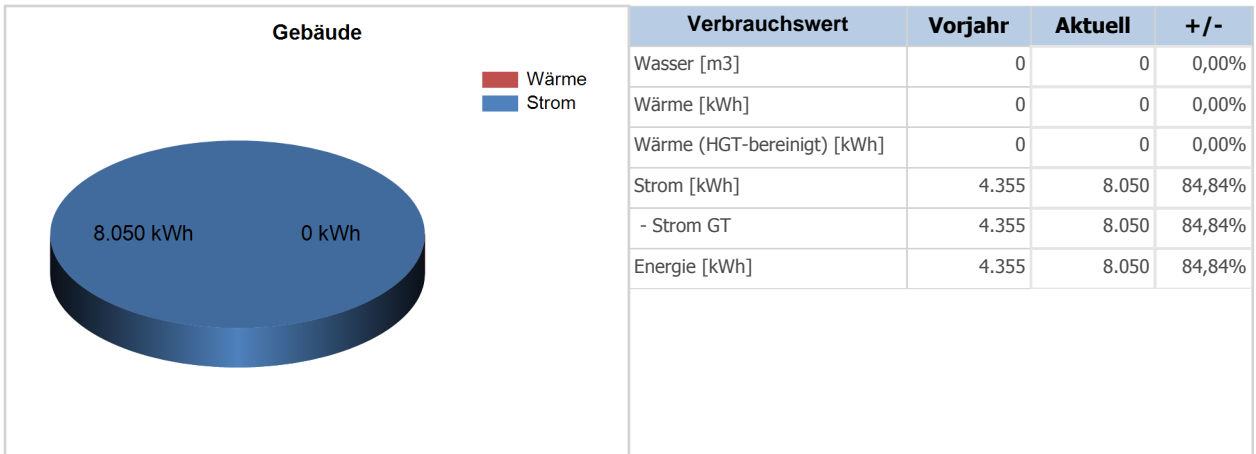 Gebäude
Wärme
Strom
8.050 kWh 0 kWh
Verbrauchswert Vorjahr Aktuell +/-
Wasser [m3] 0 0 0,00%
Wärme [kWh] 0 0 0,00%
Wärme (HGT-bereinigt) [kWh] 0 0 0,00%
Strom [kWh] 4.355 8.050 84,84%
- Strom GT 4.355 8.050 84,84%
Energie [kWh] 4.355 8.050 84,84%